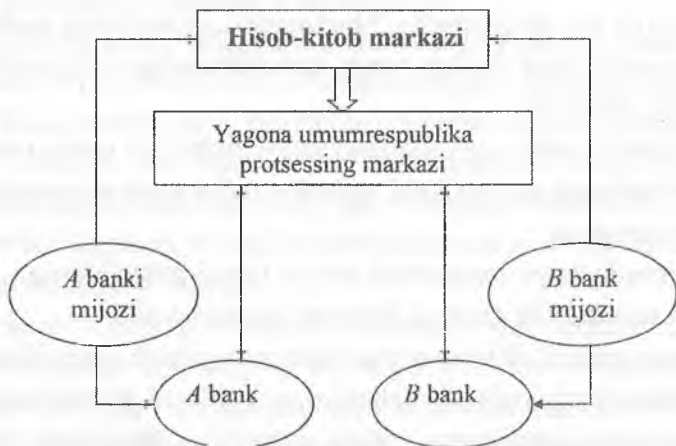 Hisob-kitob markazi
Yagona umumrespublika
protsessing markazi
A banki
mijozi
B bank
mijozi
A bank
B bank